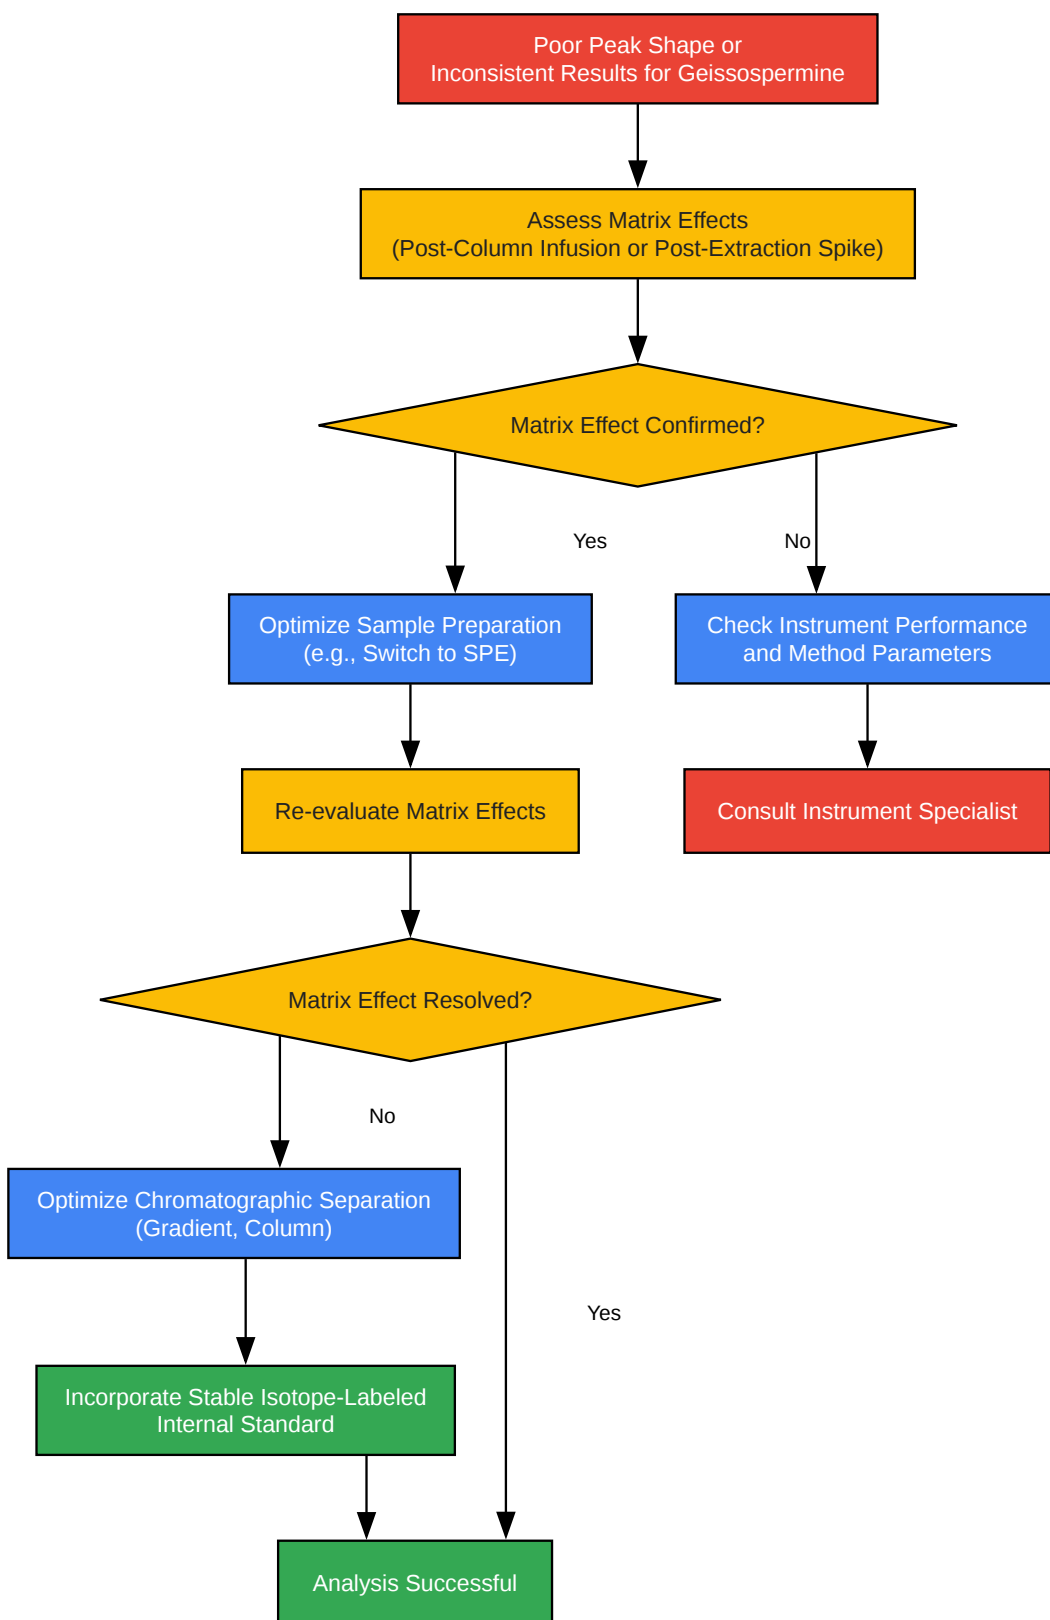 Poor Peak Shape or
Inconsistent Results for Geissospermine
Assess Matrix Effects
(Post-Column Infusion or Post-Extraction Spike)
Matrix Effect Confirmed?
Yes
No
Optimize Sample Preparation
(e.g., Switch to SPE)
Check Instrument Performance
and Method Parameters
Re-evaluate Matrix Effects
Consult Instrument Specialist
Matrix Effect Resolved?
No
Optimize Chromatographic Separation
(Gradient, Column)
Yes
Incorporate Stable Isotope-Labeled
Internal Standard
Analysis Successful